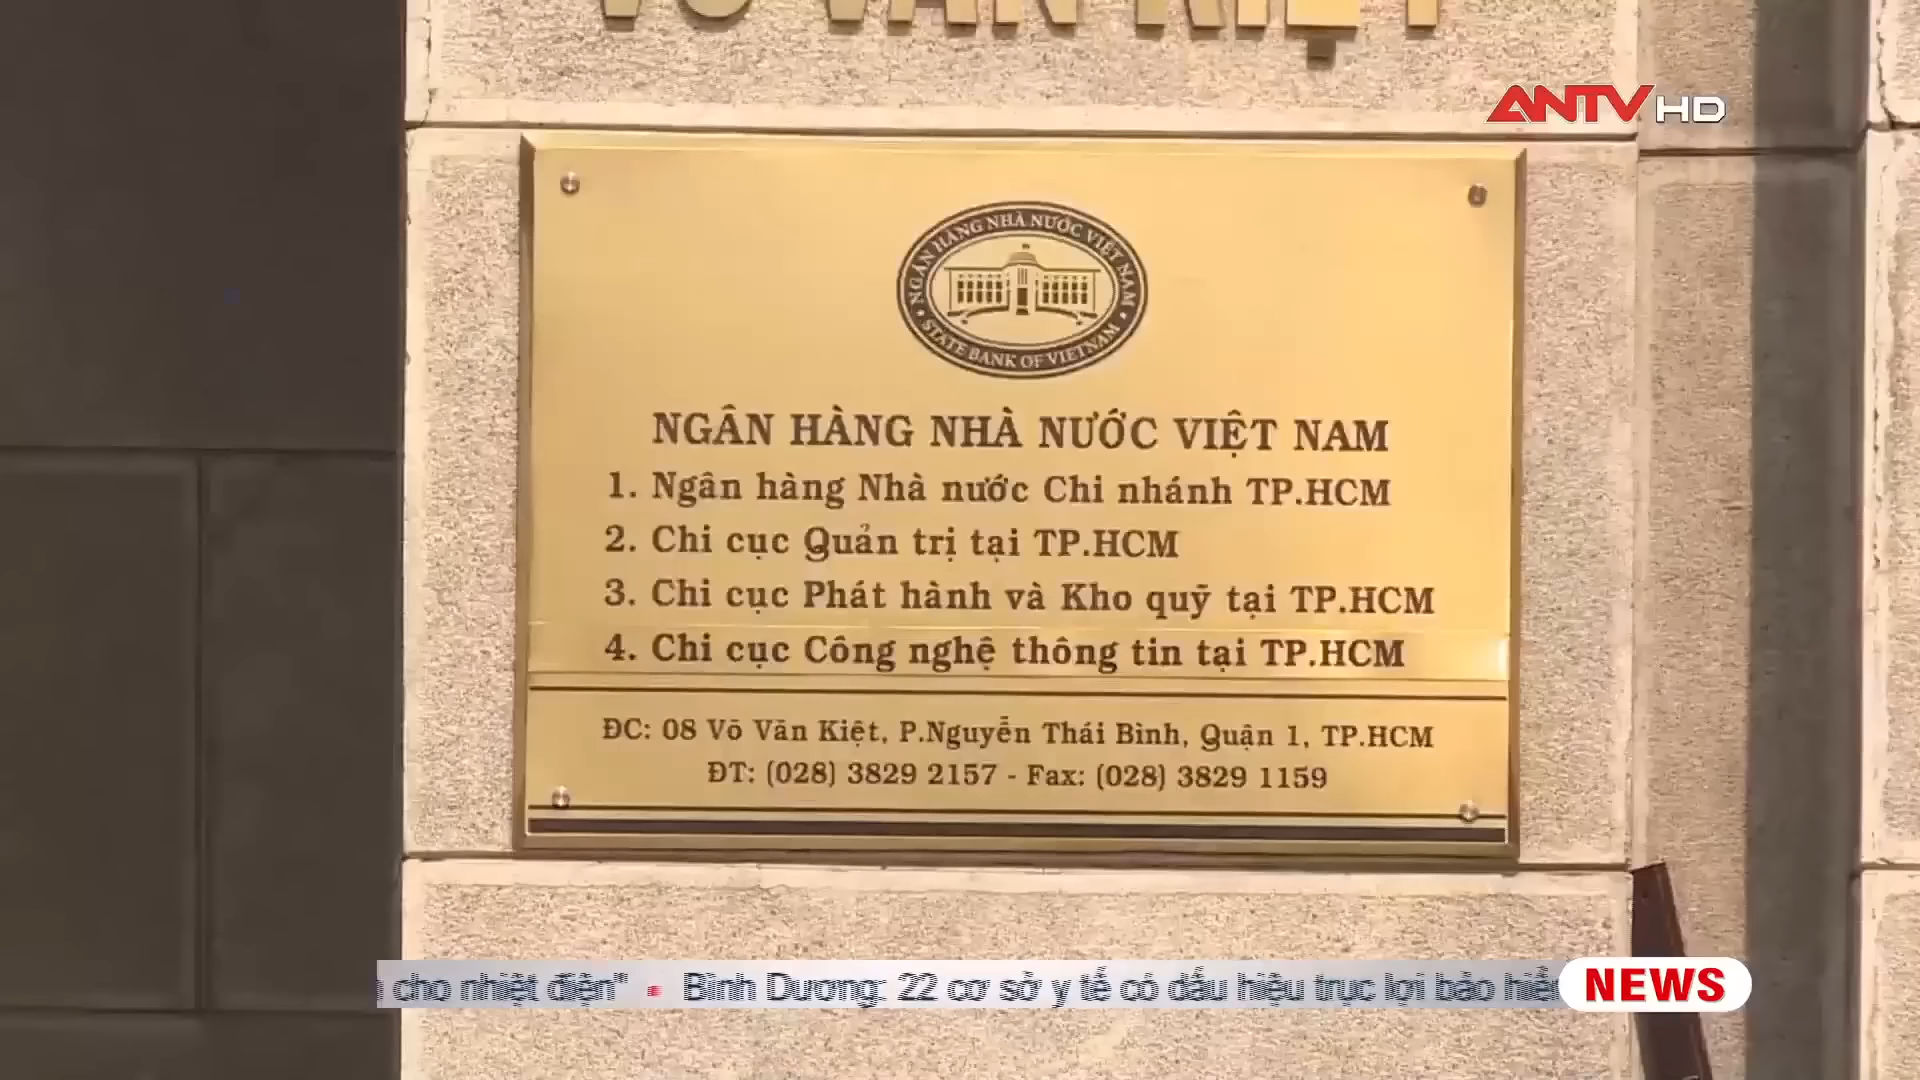 VÕ VĂN KIỆT
ANTV HD
NGÂN HÀNG NHÀ NƯỚC VIỆT NAM
STATE BANK OF VIETNAM
NGÂN HÀNG NHÀ NƯỚC VIỆT NAM
1. Ngân hàng Nhà nước Chi nhánh TP.HCM
2. Chi cục Quản trị tại TP.HCM
3. Chi cục Phát hành và Kho quỹ tại TP.HCM
4. Chi cục Công nghệ thông tin tại TP.HCM
ĐC: 08 Võ Văn Kiệt, P.Nguyễn Thái Bình, Quận 1, TP.HCM
ĐT: (028) 3829 2157 - Fax: (028) 3829 1159
cho nhiệt điện" • Bình Dương: 22 cơ sở y tế có dấu hiệu trục lợi bảo hiể
NEWS